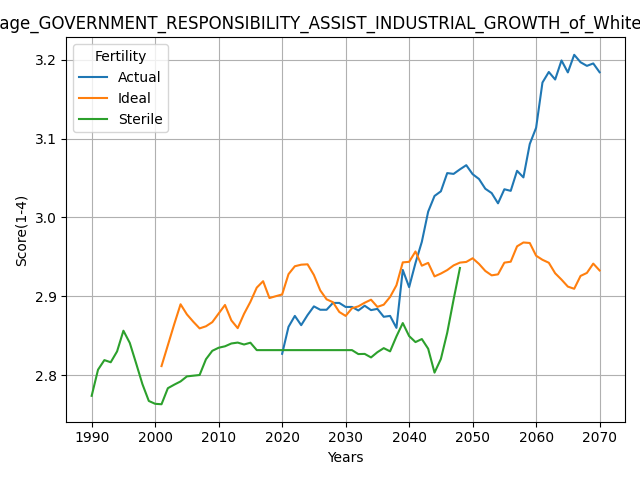 age_GOVERNMENT_RESPONSIBILITY_ASSIST_INDUSTRIAL_GROWTH_of_White
Fertility
Actual
Ideal
Sterile
Score(1-4)
3.2
3.1
3.0
2.9
2.8
1990 2000 2010 2020 2030 2040 2050 2060 2070
Years